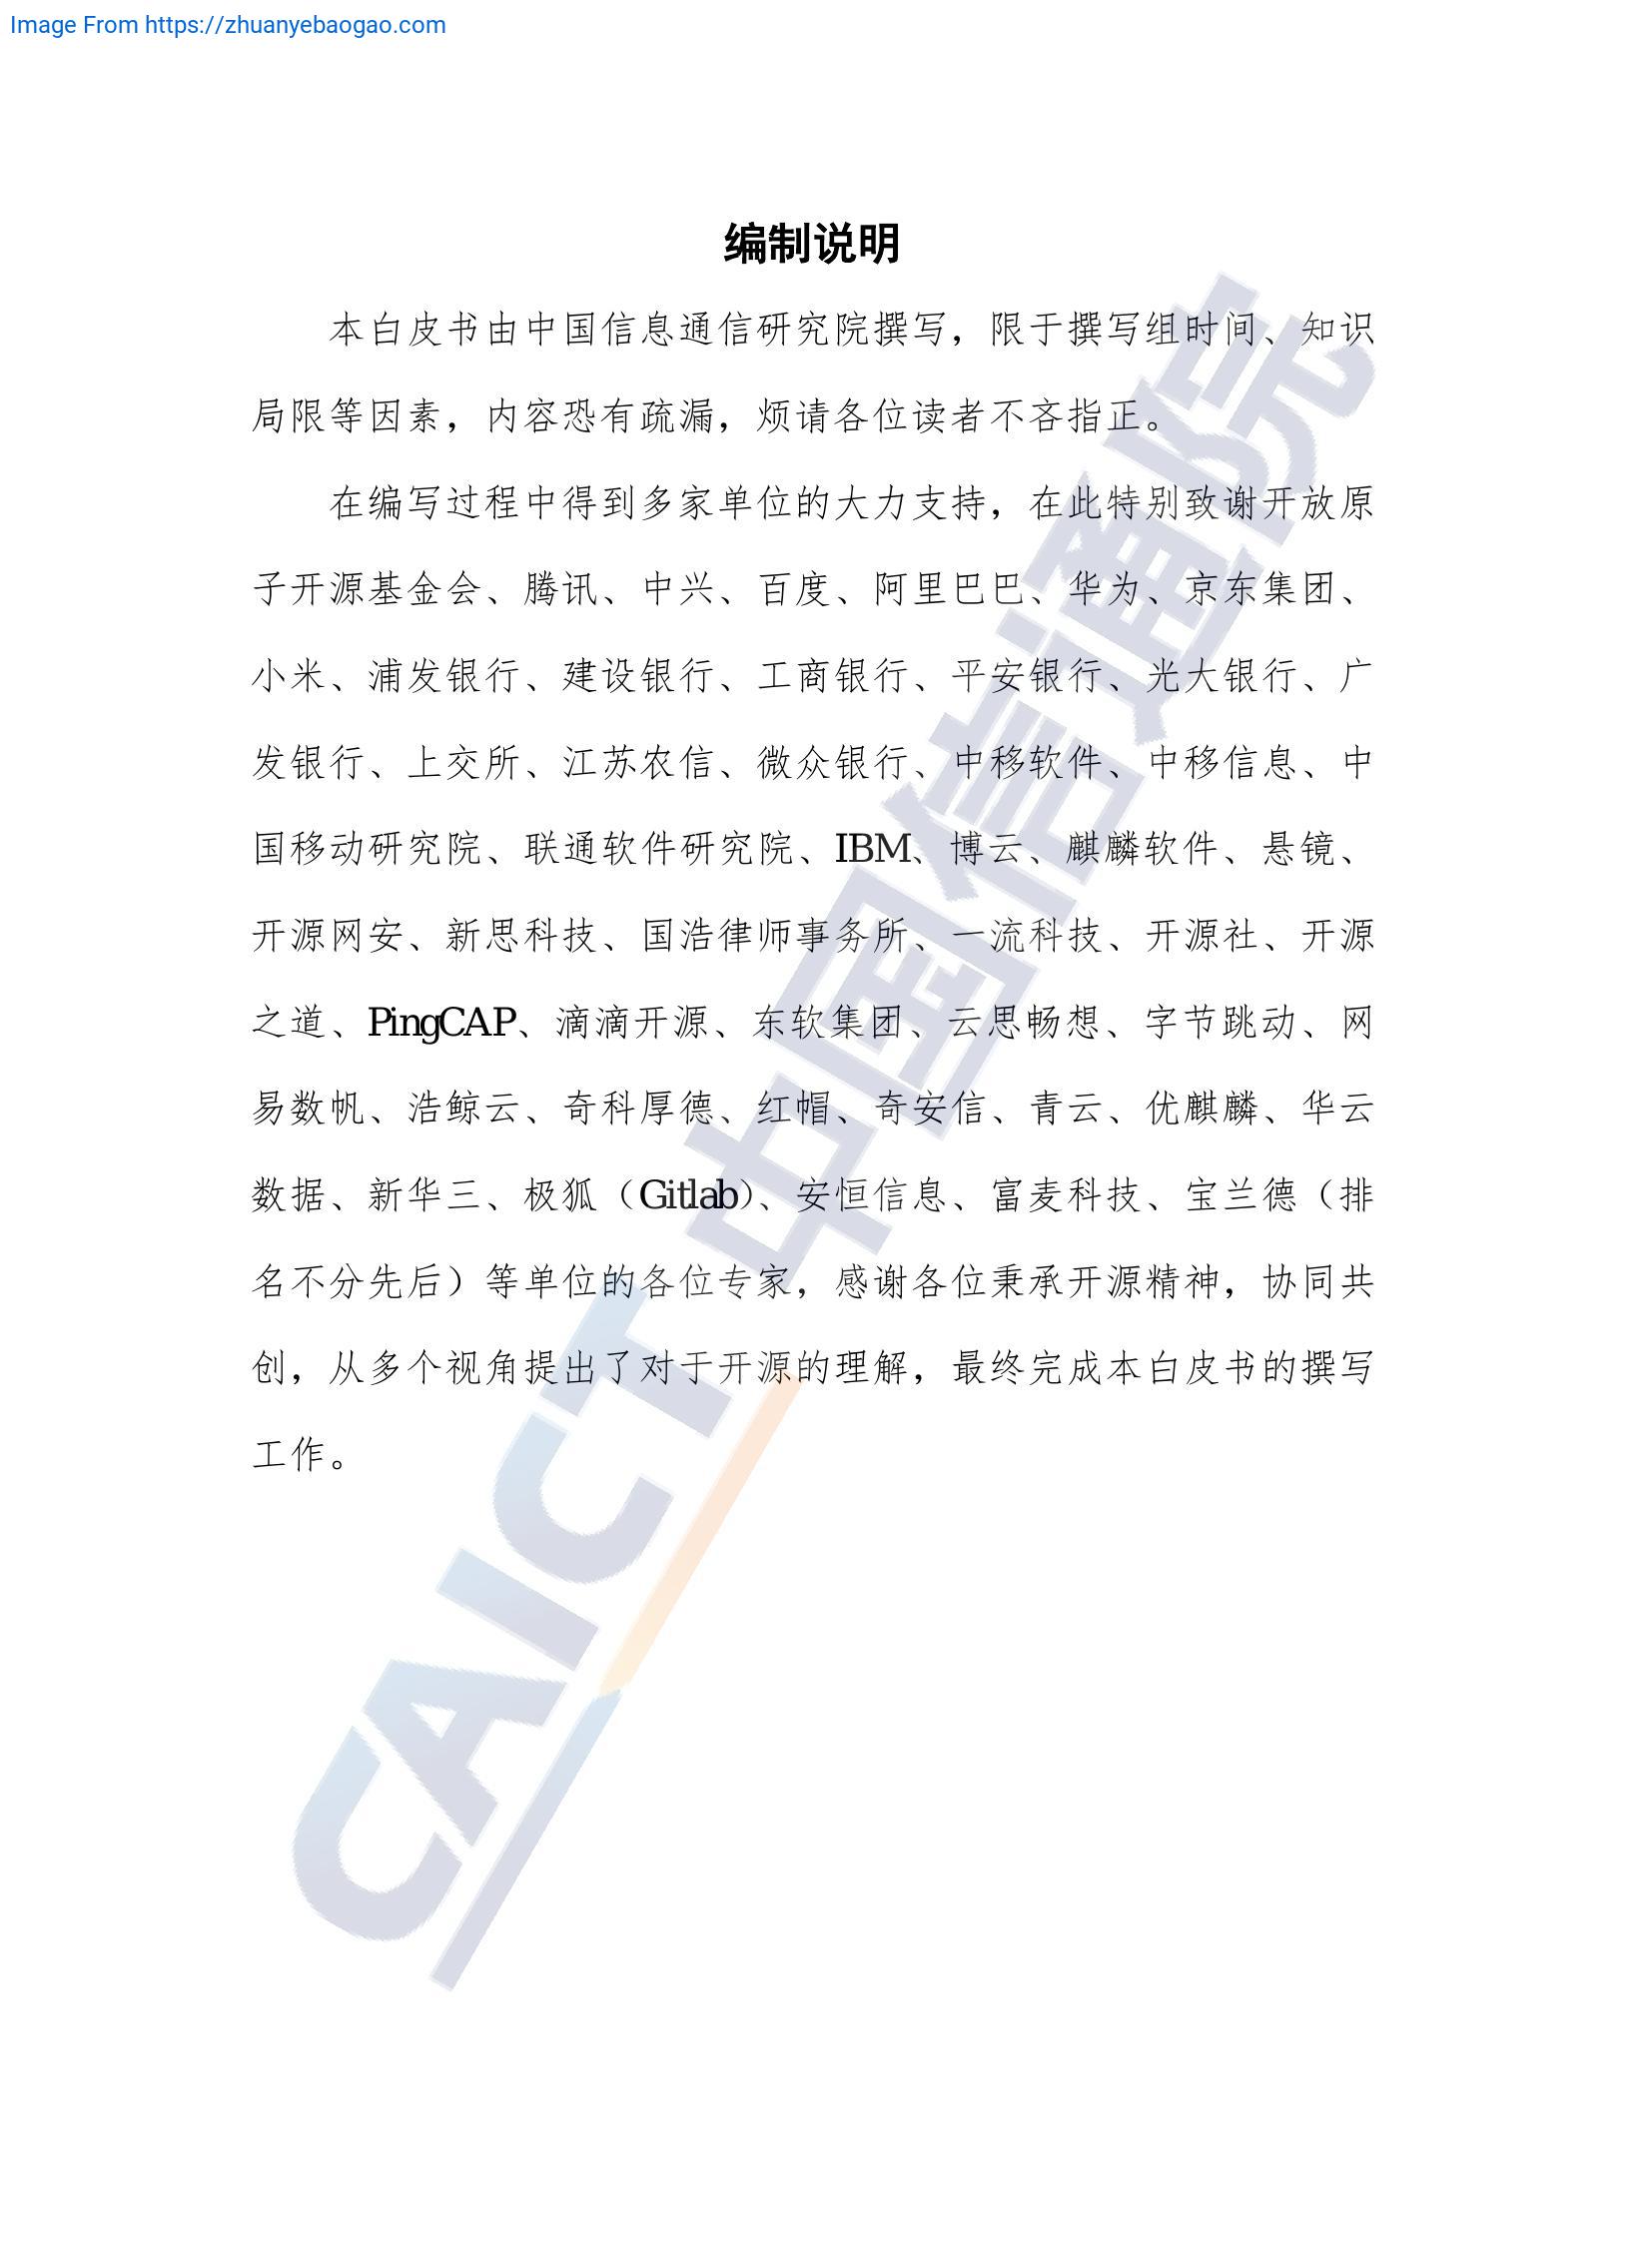 Image From https://zhuanyebaogao.com
编制说明
本白皮书由中国信息通信研究院撰写，限于撰写组时间、知识
局限等因素，内容恐有疏漏，烦请各位读者不吝指正。
在编写过程中得到多家单位的大力支持，在此特别致谢开放原
子开源基金会、腾讯、中兴、百度、阿里巴巴、华为、京东集团、
小米、浦发银行、建设银行、工商银行、平安银行、光大银行、广
发银行、上交所、江苏农信、微众银行、中移软件、中移信息、中
国移动研究院、联通软件研究院、IBM、博云、麒麟软件、悬镜、
开源网安、新思科技、国浩律师事务所、一流科技、开源社、开源
之道、PingCAP、滴滴开源、东软集团、云思畅想、字节跳动、网
易数帆、浩鲸云、奇科厚德、红帽、奇安信、青云、优麒麟、华云
数据、新华三、极狐（Gitlab）、安恒信息、富麦科技、宝兰德（排
名不分先后）等单位的各位专家，感谢各位秉承开源精神，协同共
创，从多个视角提出了对于开源的理解，最终完成本白皮书的撰写
工作。
CAICT 中国信通院